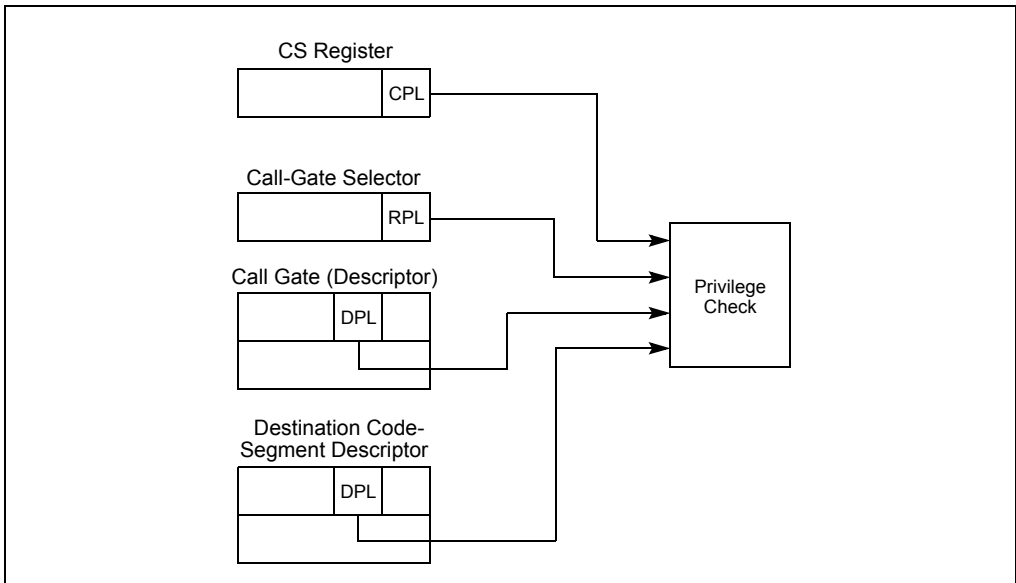 CS Register
CPL
Call-Gate Selector
RPL
Call Gate (Descriptor)
DPL
Privilege
Check
Destination Code-
Segment Descriptor
DPL